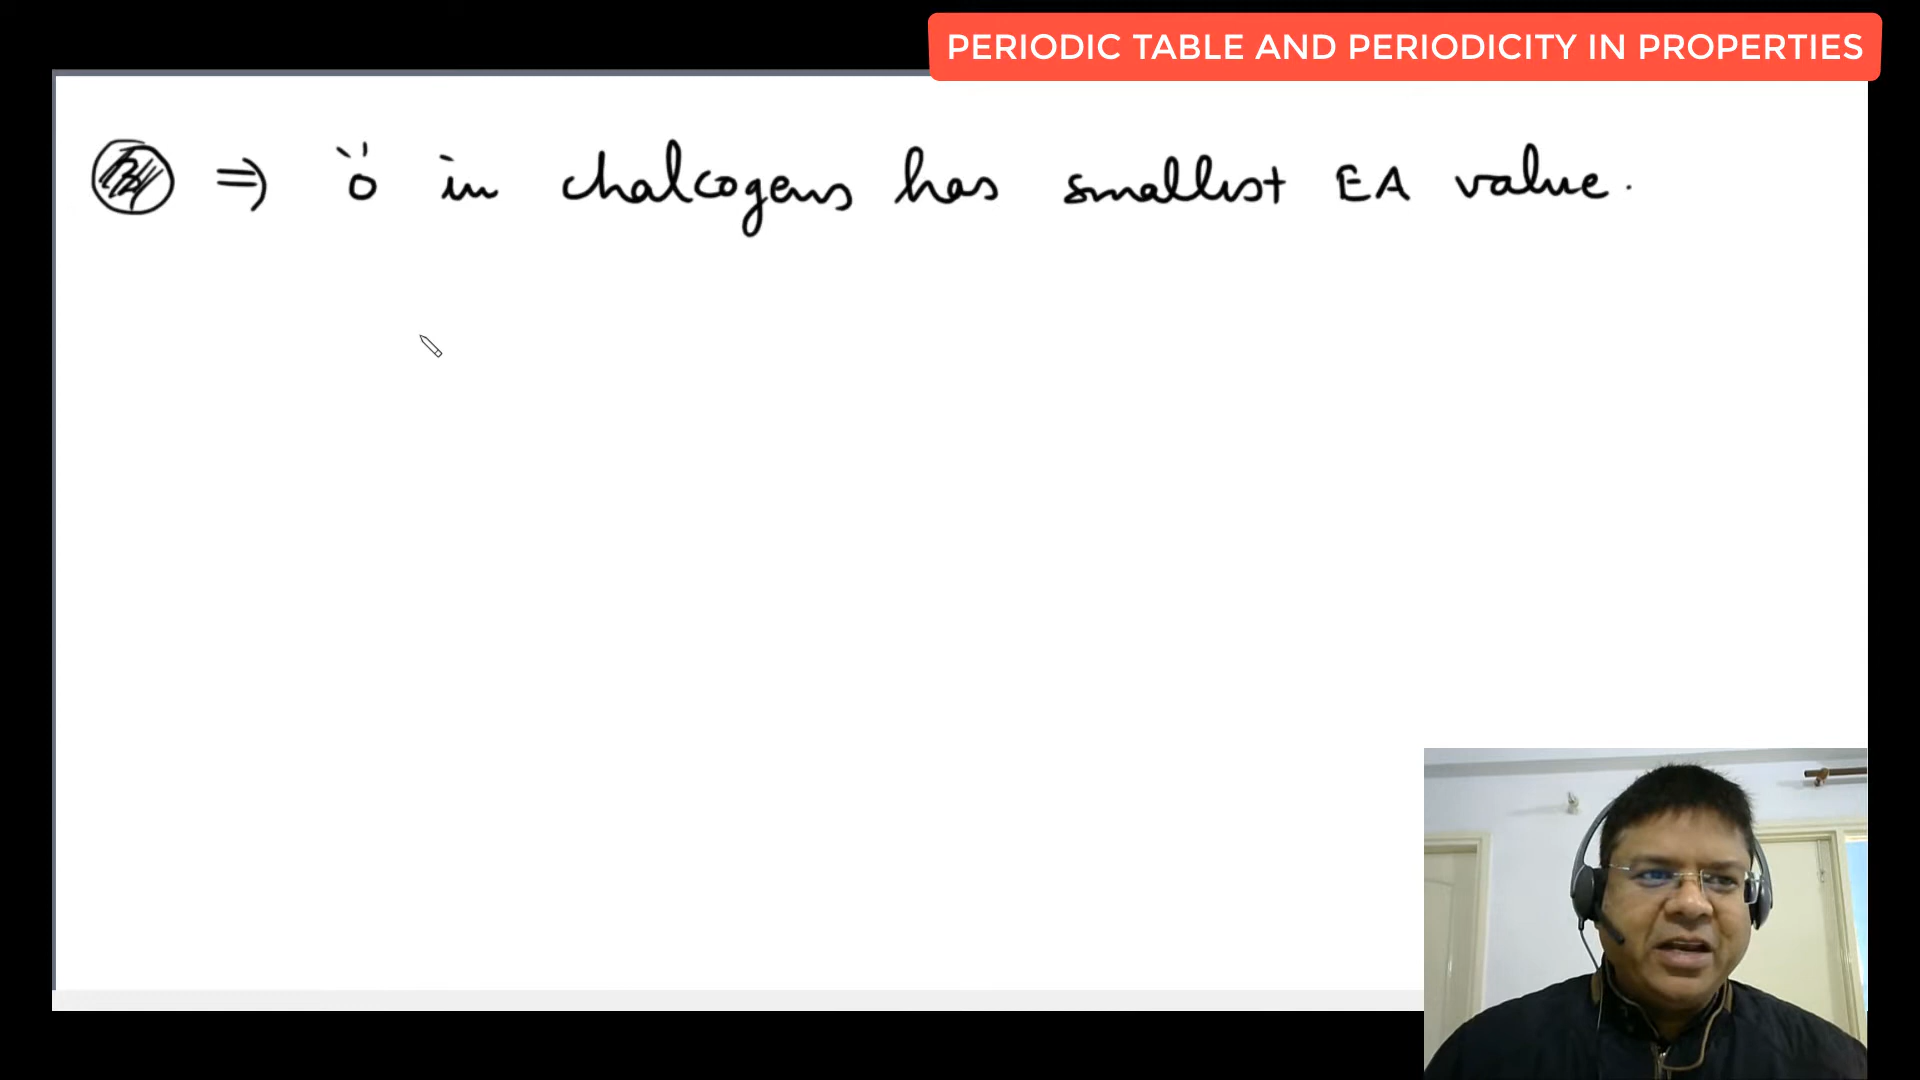 PERIODIC TABLE AND PERIODICITY IN PROPERTIES
⇒ "O" in chalcogens has smallest EA value.